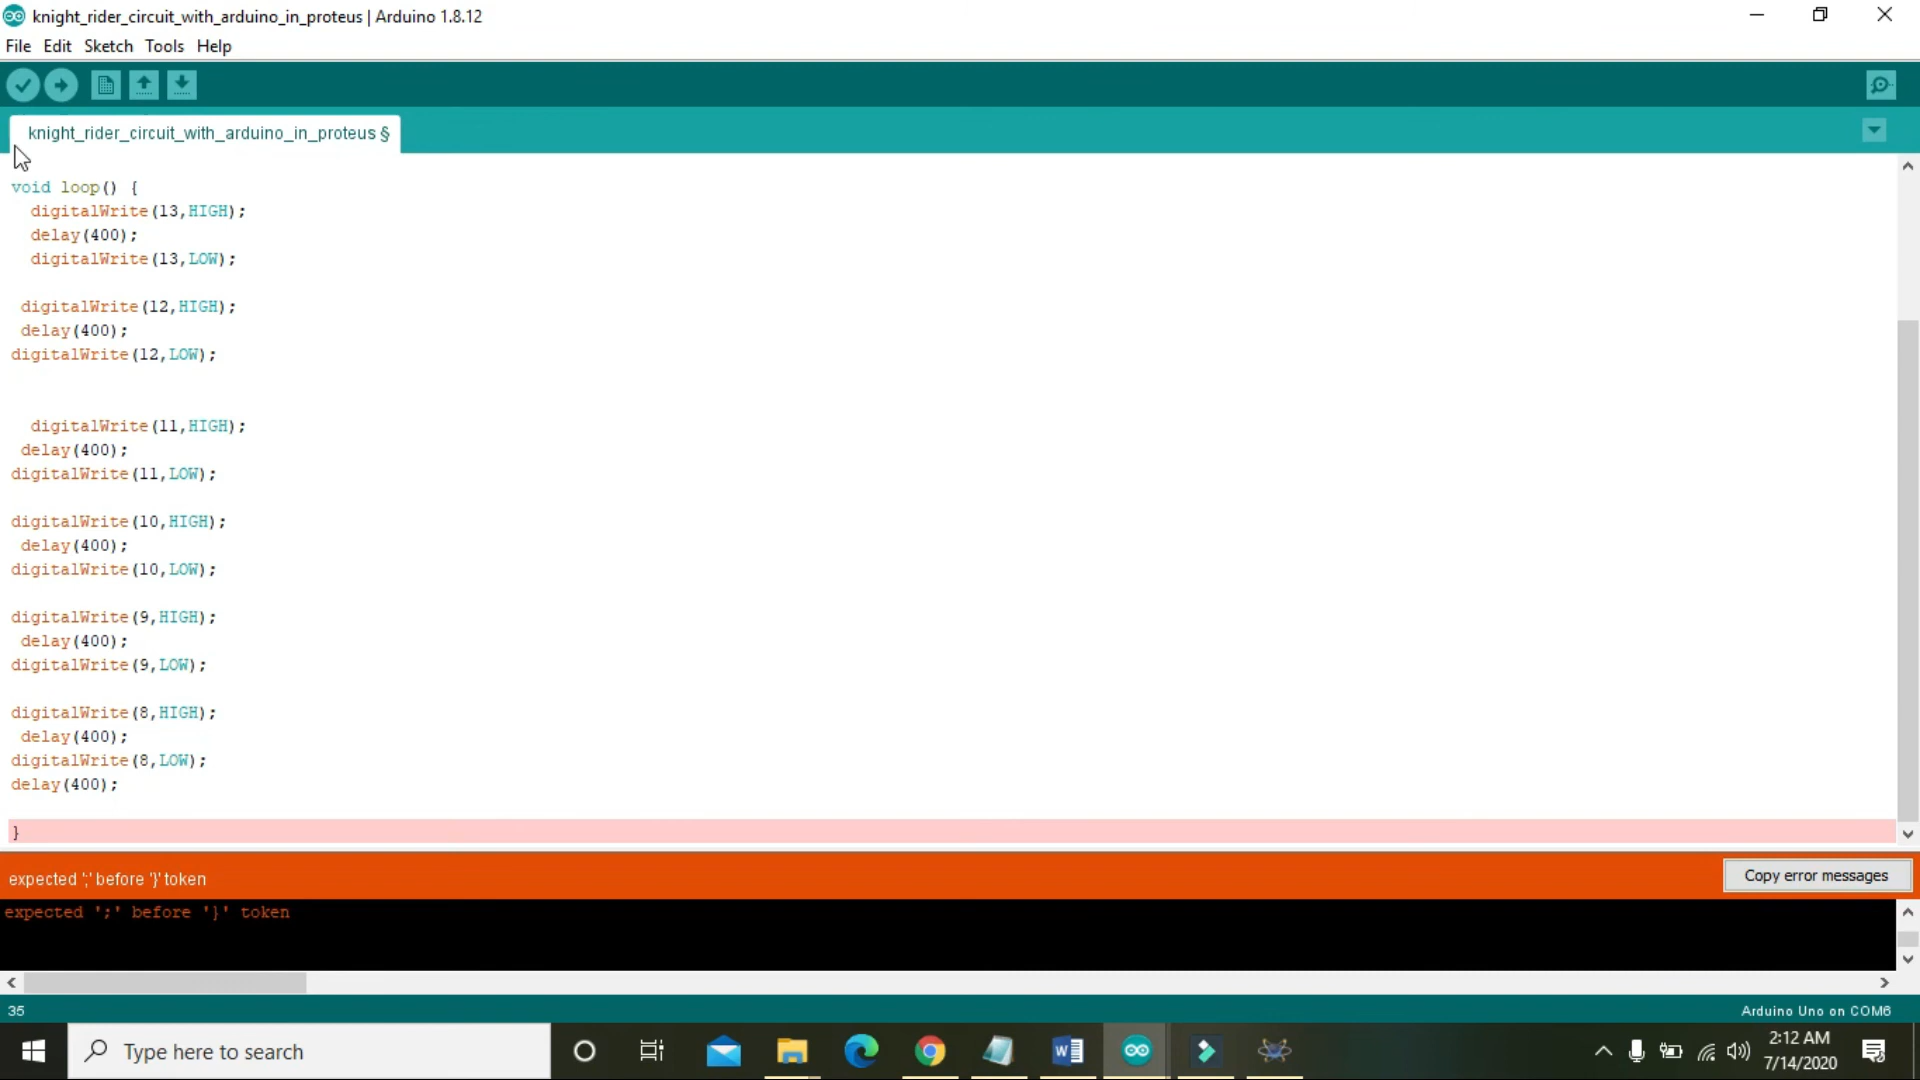 knight_rider_circuit_with_arduino_in_proteus | Arduino 1.8.12
File Edit Sketch Tools Help
knight_rider_circuit_with_arduino_in_proteus §
void loop() {
digitalWrite(13,HIGH);
delay(400);
digitalWrite(13,LOW);
digitalWrite(12,HIGH);
delay(400);
digitalWrite(12,LOW);
digitalWrite(11,HIGH);
delay(400);
digitalWrite(11,LOW);
digitalWrite(10,HIGH);
delay(400);
digitalWrite(10,LOW);
digitalWrite(9,HIGH);
delay(400);
digitalWrite(9,LOW);
digitalWrite(8,HIGH);
delay(400);
digitalWrite(8,LOW);
delay(400);
}
expected ';' before '}' token
Copy error messages
expected ';' before '}' token
35
Arduino Uno on COM6
Type here to search
2:12 AM
7/14/2020